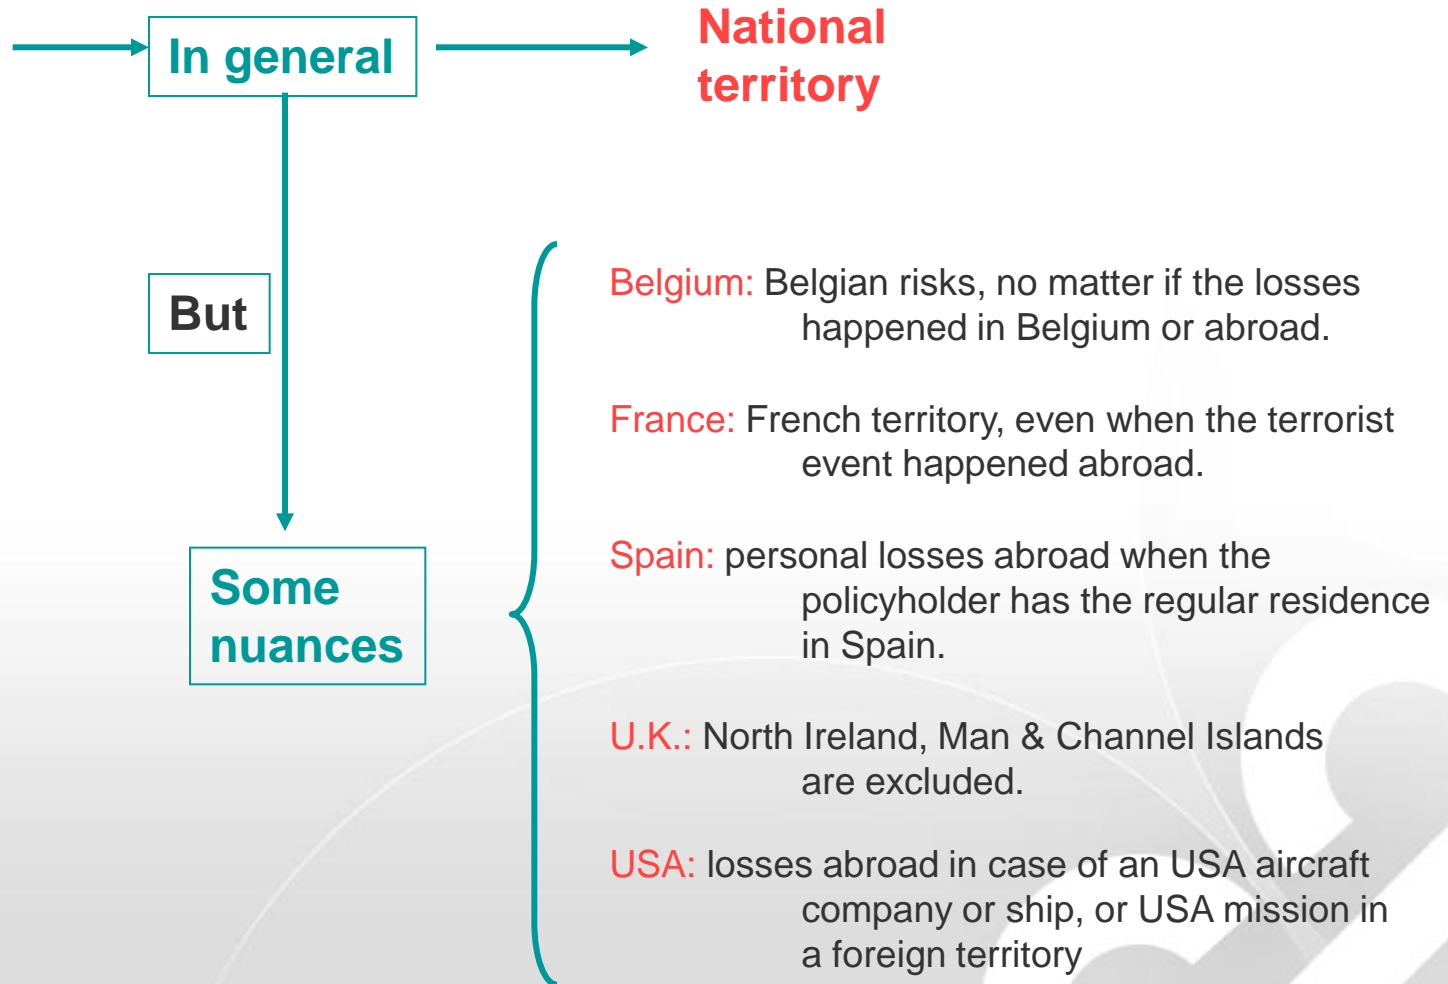 In general
National
territory
But
Some
nuances
Belgium: Belgian risks, no matter if the losses
happened in Belgium or abroad.
France: French territory, even when the terrorist
event happened abroad.
Spain: personal losses abroad when the
policyholder has the regular residence
in Spain.
U.K.: North Ireland, Man & Channel Islands
are excluded.
USA: losses abroad in case of an USA aircraft
company or ship, or USA mission in
a foreign territory